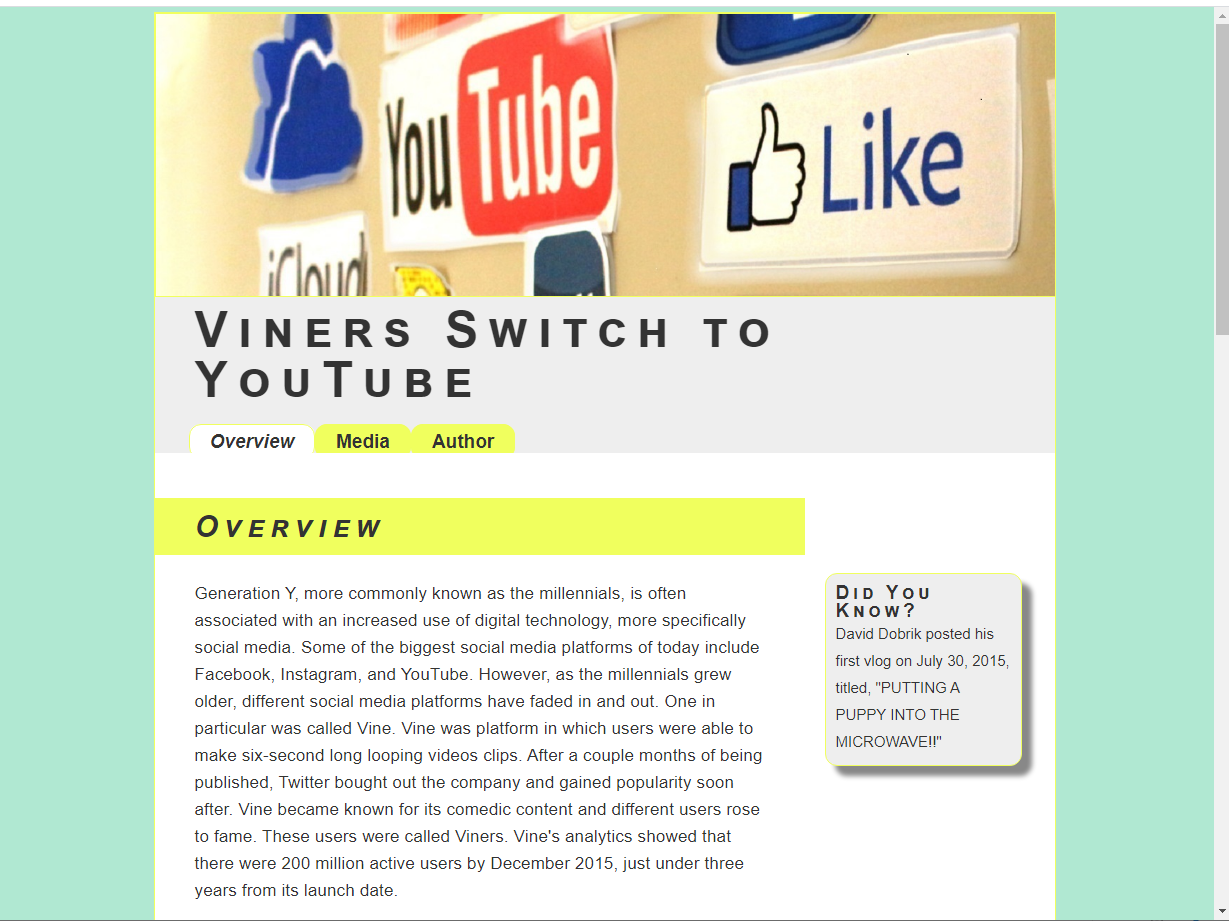 You Tube
Like
iCloud
Viners Switch to
YouTube
Overview Media Author
Overview
Generation Y, more commonly known as the millennials, is often
associated with an increased use of digital technology, more specifically
social media. Some of the biggest social media platforms of today include
Facebook, Instagram, and YouTube. However, as the millennials grew
older, different social media platforms have faded in and out. One in
particular was called Vine. Vine was platform in which users were able to
make six-second long looping videos clips. After a couple months of being
published, Twitter bought out the company and gained popularity soon
after. Vine became known for its comedic content and different users rose
to fame. These users were called Viners. Vine's analytics showed that
there were 200 million active users by December 2015, just under three
years from its launch date.
Did You
Know?
David Dobrik posted his
first vlog on July 30, 2015,
titled, "PUTTING A
PUPPY INTO THE
MICROWAVE!!"